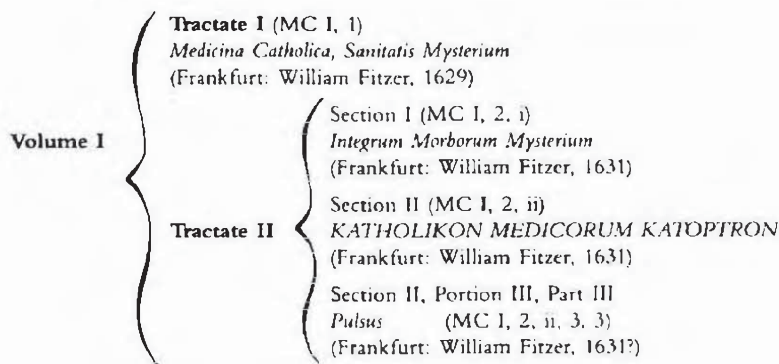 Volume I
Tractate I (MC I, 1)
Medicina Catholica, Sanitatis Mysterium
(Frankfurt: William Fitzer, 1629)
Tractate II
Section I (MC I, 2, i)
Integrum Morborum Mysterium
(Frankfurt: William Fitzer, 1631)
Section II (MC I, 2, ii)
KATHOLIKON MEDICORUM KATOPTRON
(Frankfurt: William Fitzer, 1631)
Section II, Portion III, Part III
Pulsus (MC I, 2, ii, 3, 3)
(Frankfurt: William Fitzer, 1631?)